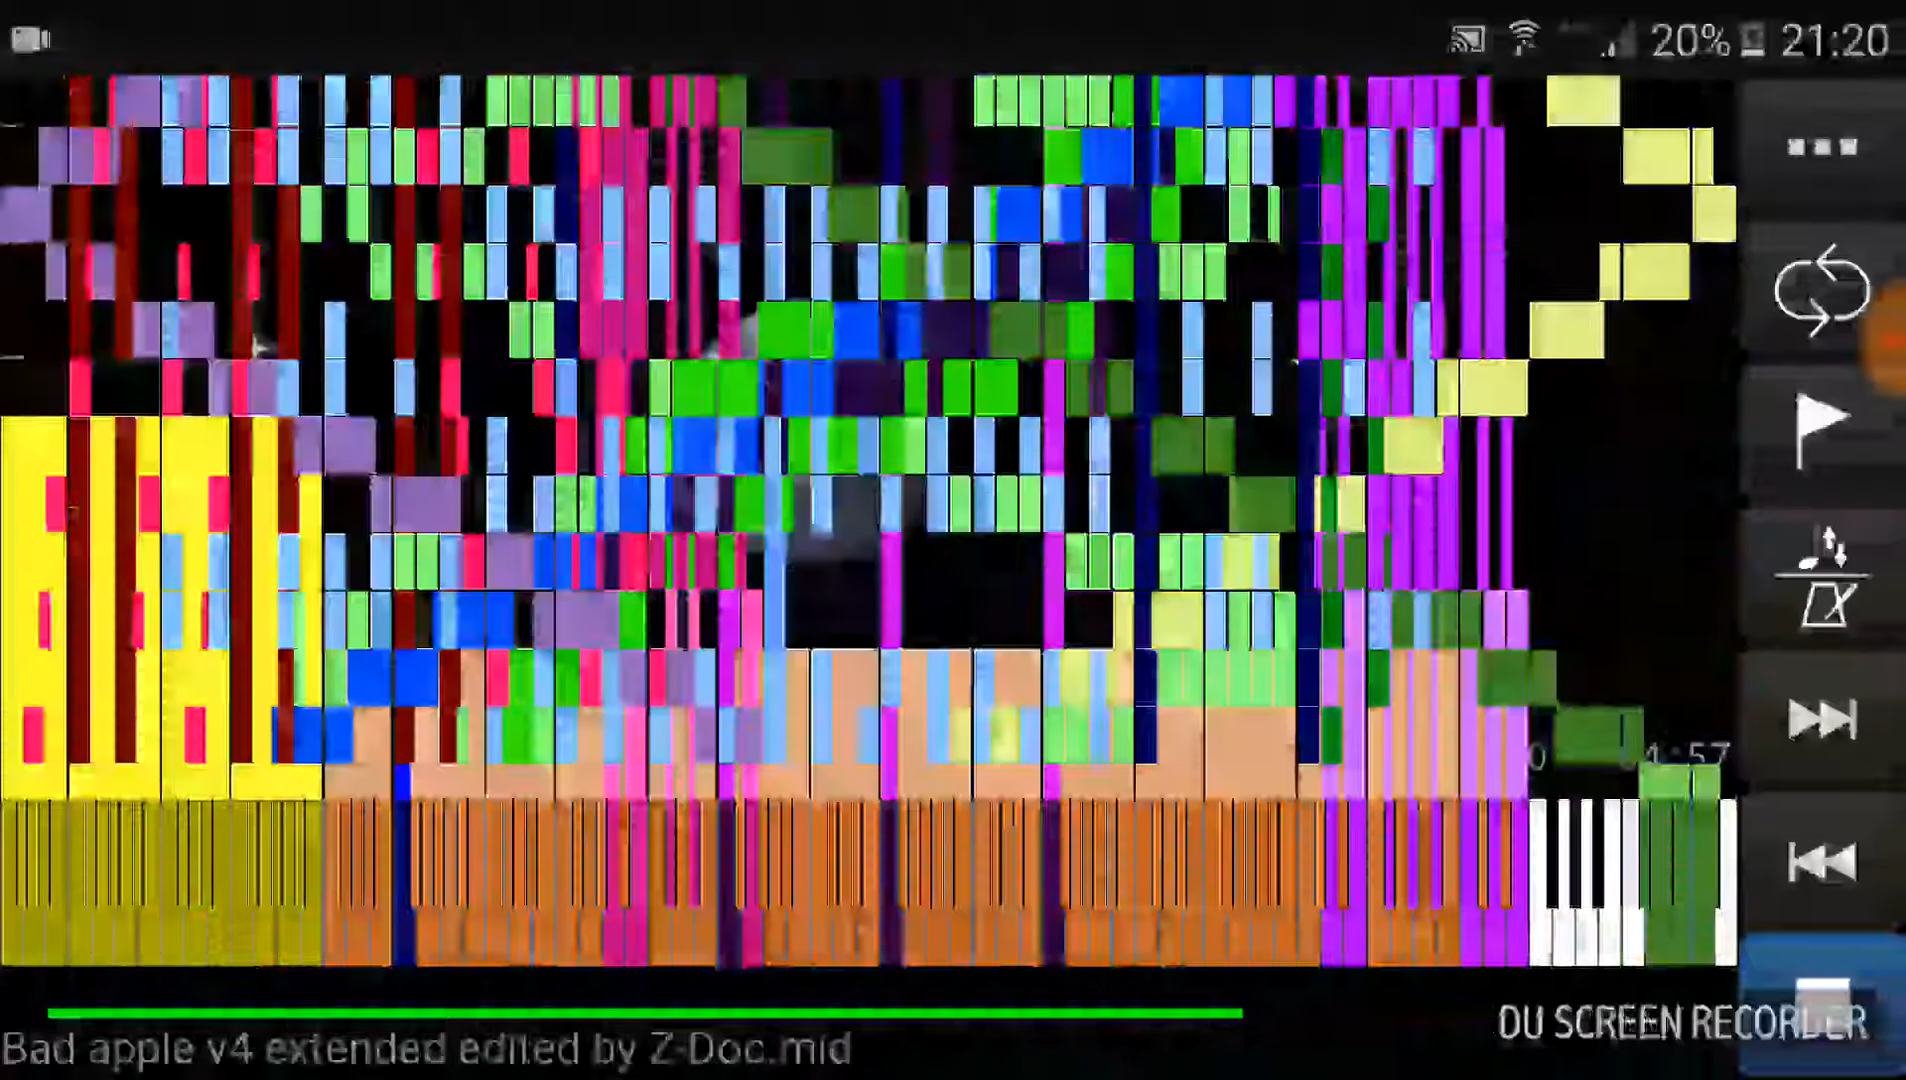 20% 21:20
DU SCREEN RECORDER
Bad apple v4 extended edited by Z-Doc.mid